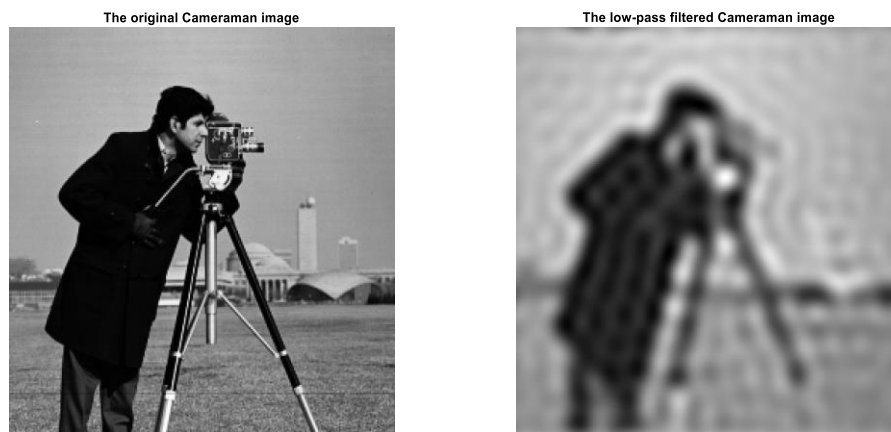 The original Cameraman image
The low-pass filtered Cameraman image